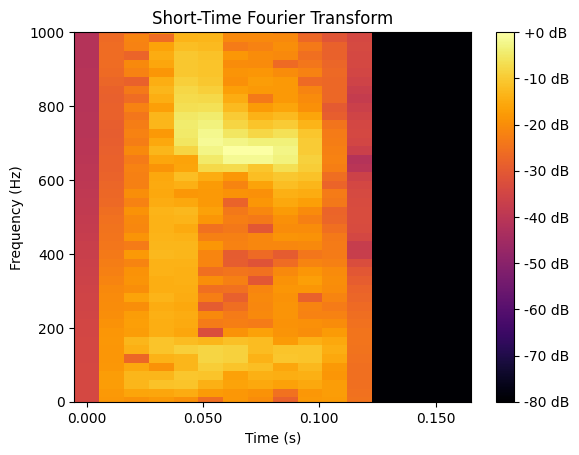 Short-Time Fourier Transform
Frequency (Hz)
1000
800
600
400
200
0
0.000
0.050
0.100
0.150
Time (s)
+0 dB
-10 dB
-20 dB
-30 dB
-40 dB
-50 dB
-60 dB
-70 dB
-80 dB